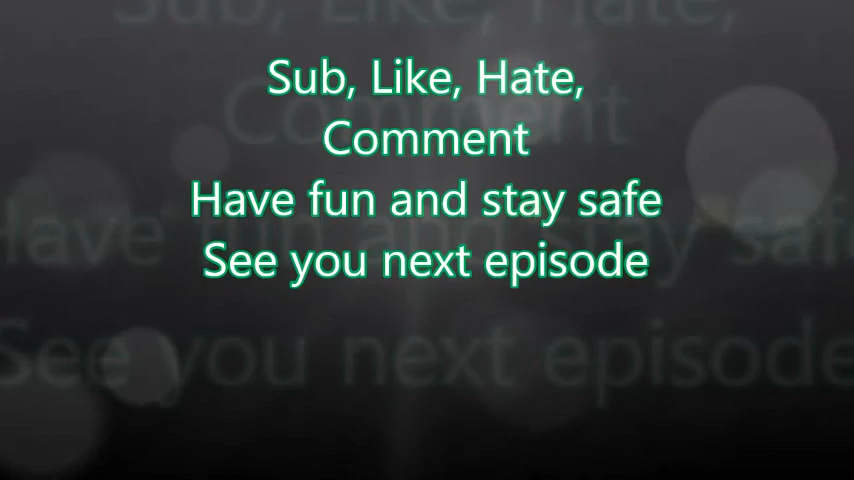 Sub, Like, Hate,
Comment
Have fun and stay safe
See you next episode